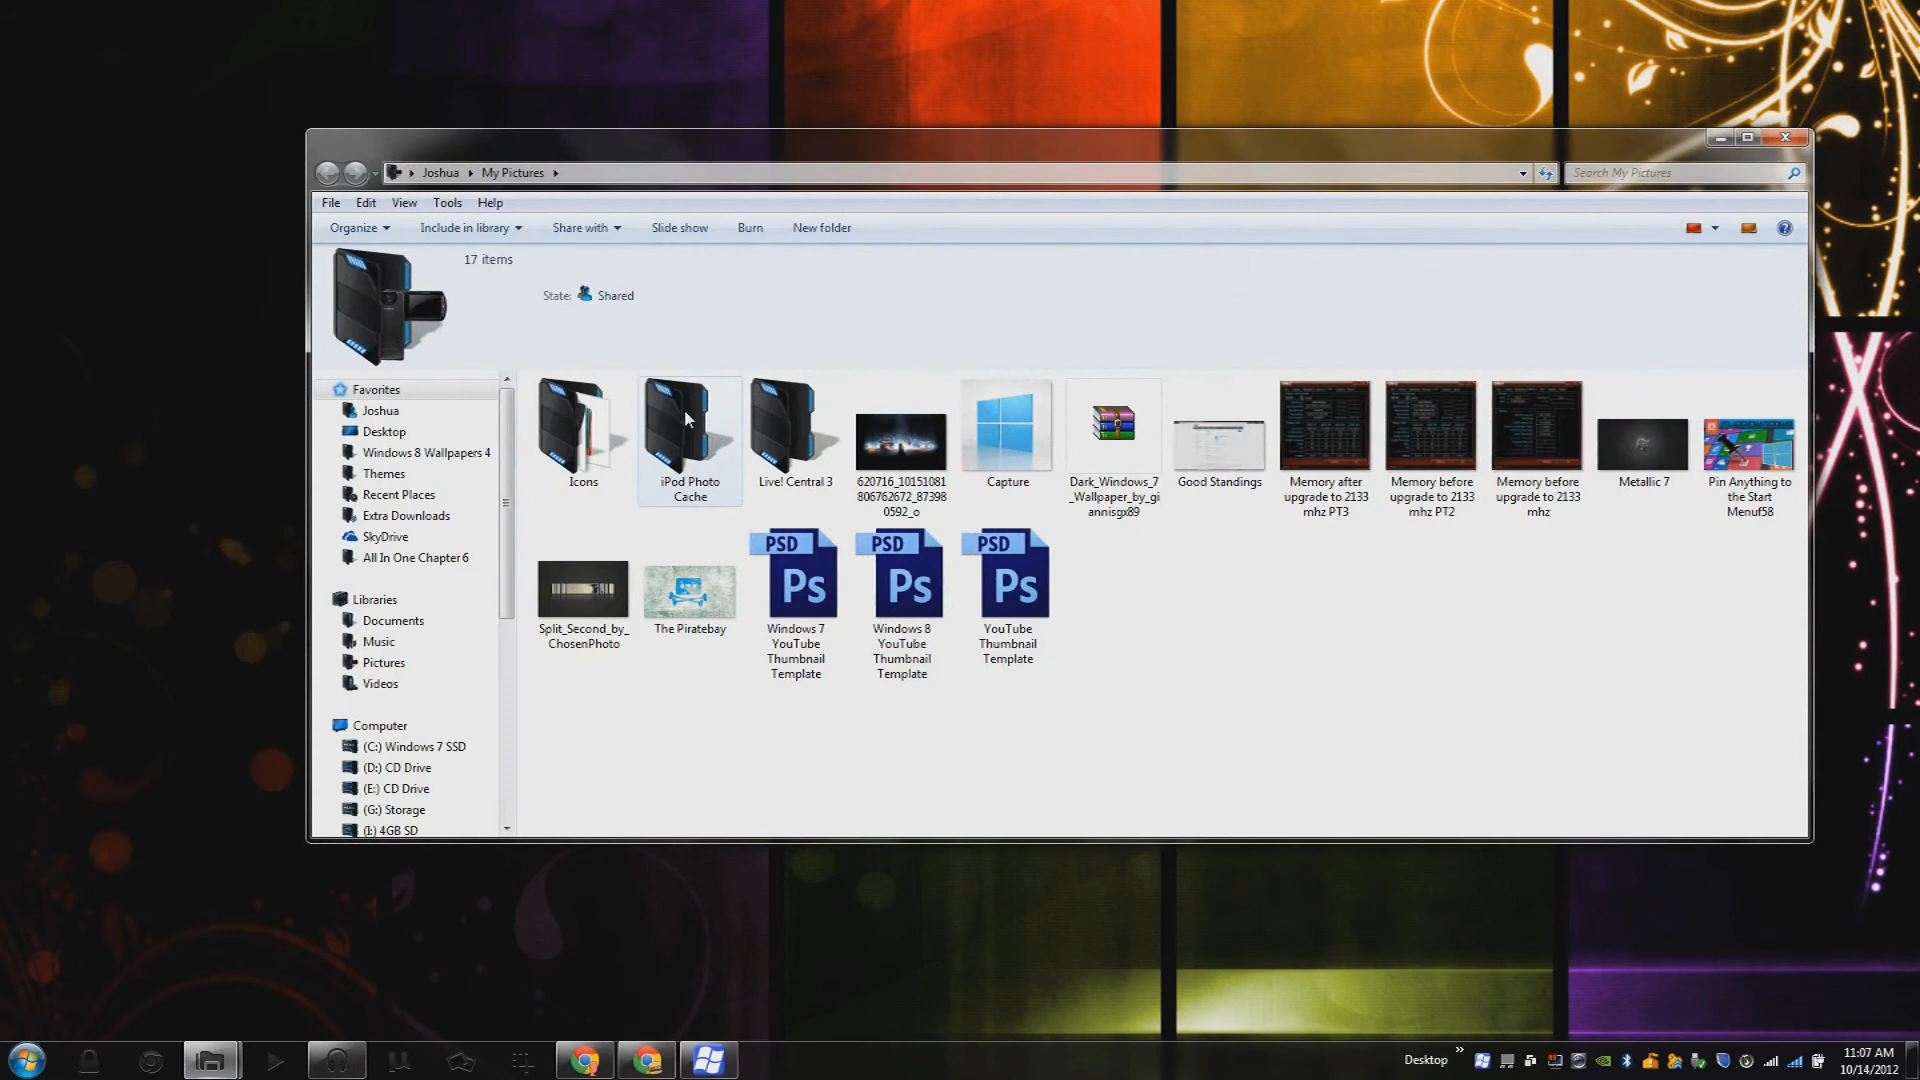 Joshua
My Pictures
Search My Pictures
File Edit View Tools Help
Organize Include in library Share with Slide show Burn New folder
17 items
State: Shared
Favorites
Joshua
Desktop
Windows 8 Wallpapers 4
Themes
Recent Places
Extra Downloads
SkyDrive
All In One Chapter 6
Libraries
Documents
Music
Pictures
Videos
Computer
(C:) Windows 7 SSD
(D:) CD Drive
(E:) CD Drive
(G:) Storage
(I:) 4GB SD
Icons
iPod Photo
Cache
Live! Central 3
620716_10151081
806762672_87398
0592_o
Capture
Dark_Windows_7
_Wallpaper_by_gi
annisgx89
Good Standings
Memory after
upgrade to 2133
mhz PT3
Memory before
upgrade to 2133
mhz PT2
Memory before
upgrade to 2133
mhz
Metallic 7
Pin Anything to
the Start
Menuf58
Split_Second_by_
ChosenPhoto
The Piratebay
PSD
Ps
Windows 7
YouTube
Thumbnail
Template
PSD
Ps
Windows 8
YouTube
Thumbnail
Template
PSD
Ps
YouTube
Thumbnail
Template
Desktop
11:07 AM
10/14/2012